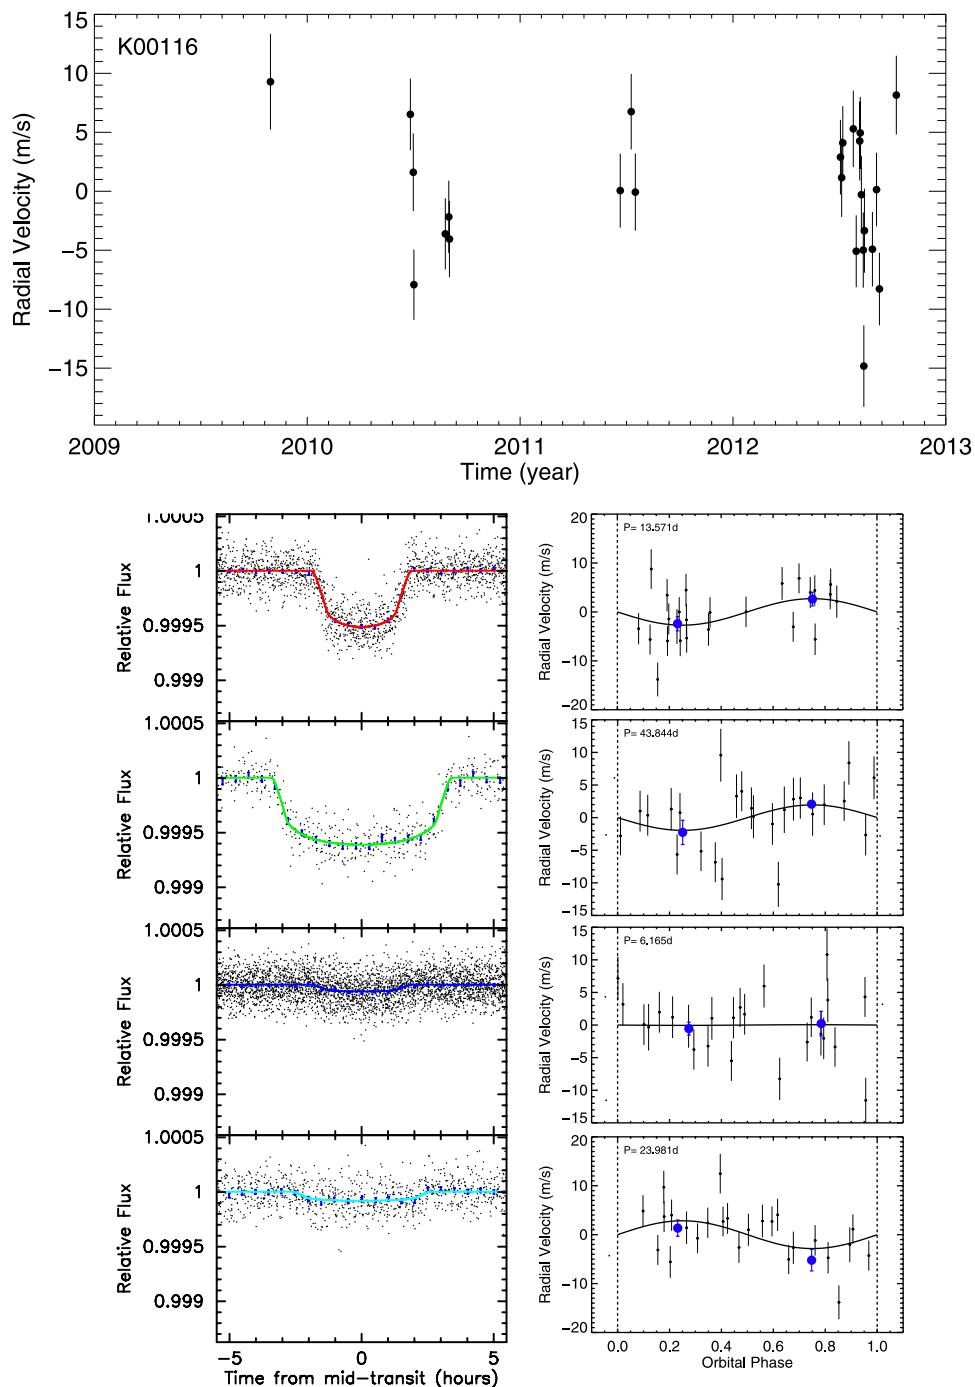 K00116
15
10
5
0
−5
−10
−15
Radial Velocity (m/s)
2009 2010 2011 2012 2013
Time (year)
1.0005
1
0.9995
0.999
Relative Flux
1.0005
1
0.9995
0.999
Relative Flux
1.0005
1
0.9995
0.999
Relative Flux
1.0005
1
0.9995
0.999
Relative Flux
−5 0 5
Time from mid−transit (hours)
P= 13.571d
20
10
0
−10
−20
Radial Velocity (m/s)
P= 43.844d
15
10
5
0
−5
−10
−15
Radial Velocity (m/s)
P= 6.165d
15
10
5
0
−5
−10
−15
Radial Velocity (m/s)
P= 23.981d
20
10
0
−10
−20
Radial Velocity (m/s)
0.0 0.2 0.4 0.6 0.8 1.0
Orbital Phase